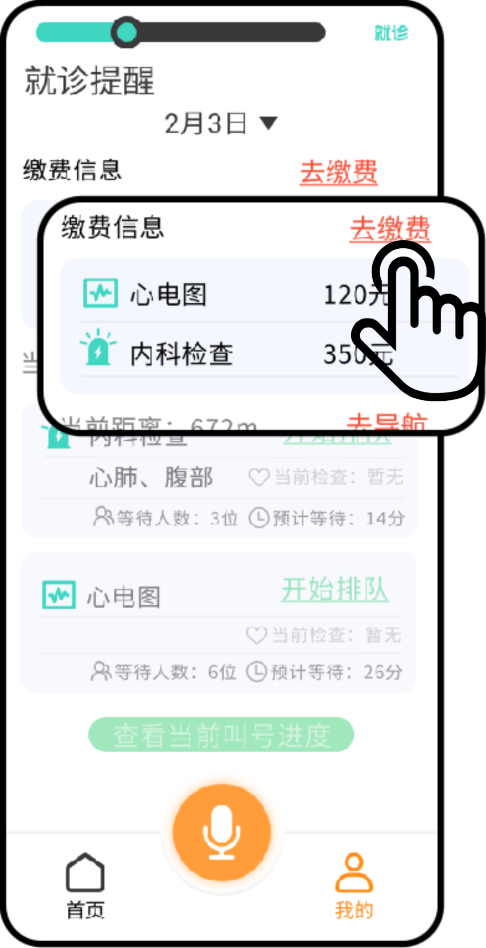 就诊
就诊提醒
2月3日 ▼
缴费信息 去缴费
缴费信息 去缴费
心电图 120元
内科检查 350元
当前距离：672m 去导航
内科检查 开始排队
心肺、腹部 当前检查：暂无
等待人数：3位 预计等待：14分
心电图 开始排队
当前检查：暂无
等待人数：6位 预计等待：26分
查看当前叫号进度
首页 我的